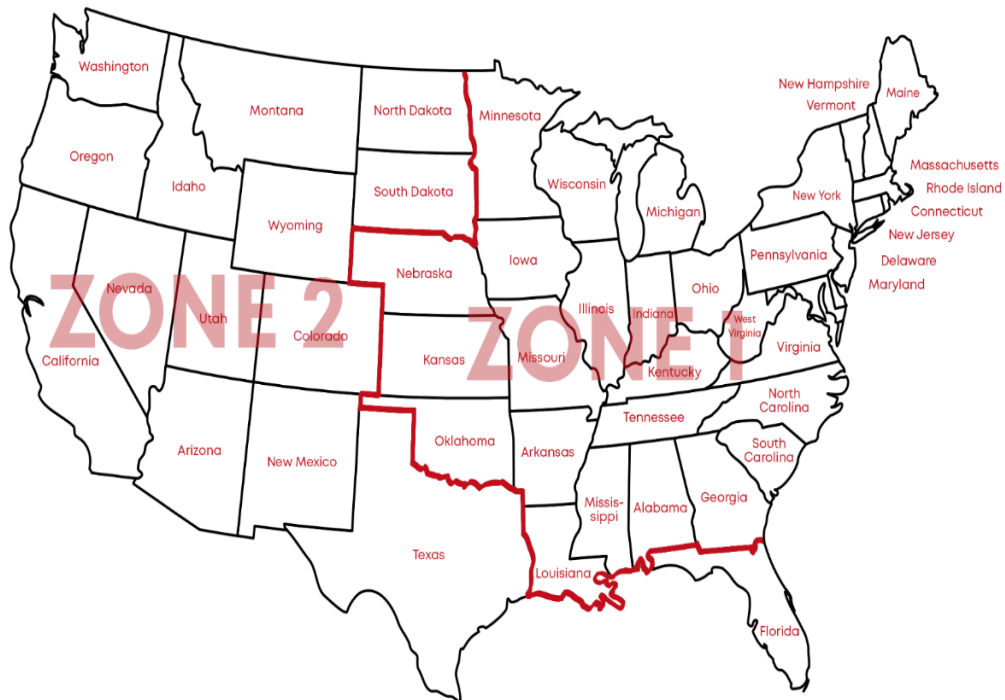 Washington
Montana
North Dakota
Minnesota
New Hampshire
Vermont
Maine
Oregon
Idaho
South Dakota
Wisconsin
Michigan
New York
Massachusetts
Rhode Island
Connecticut
New Jersey
Delaware
Maryland
Wyoming
Nebraska
Iowa
Pennsylvania
ZONE 2
ZONE 1
Nevada
Utah
Colorado
California
Kansas
Missouri
Illinois
Indiana
Ohio
West
Virginia
Kentucky
Virginia
Arizona
New Mexico
Oklahoma
Arkansas
Tennessee
North
Carolina
South
Carolina
Texas
Louisiana
Missis-
sippi
Alabama
Georgia
Florida